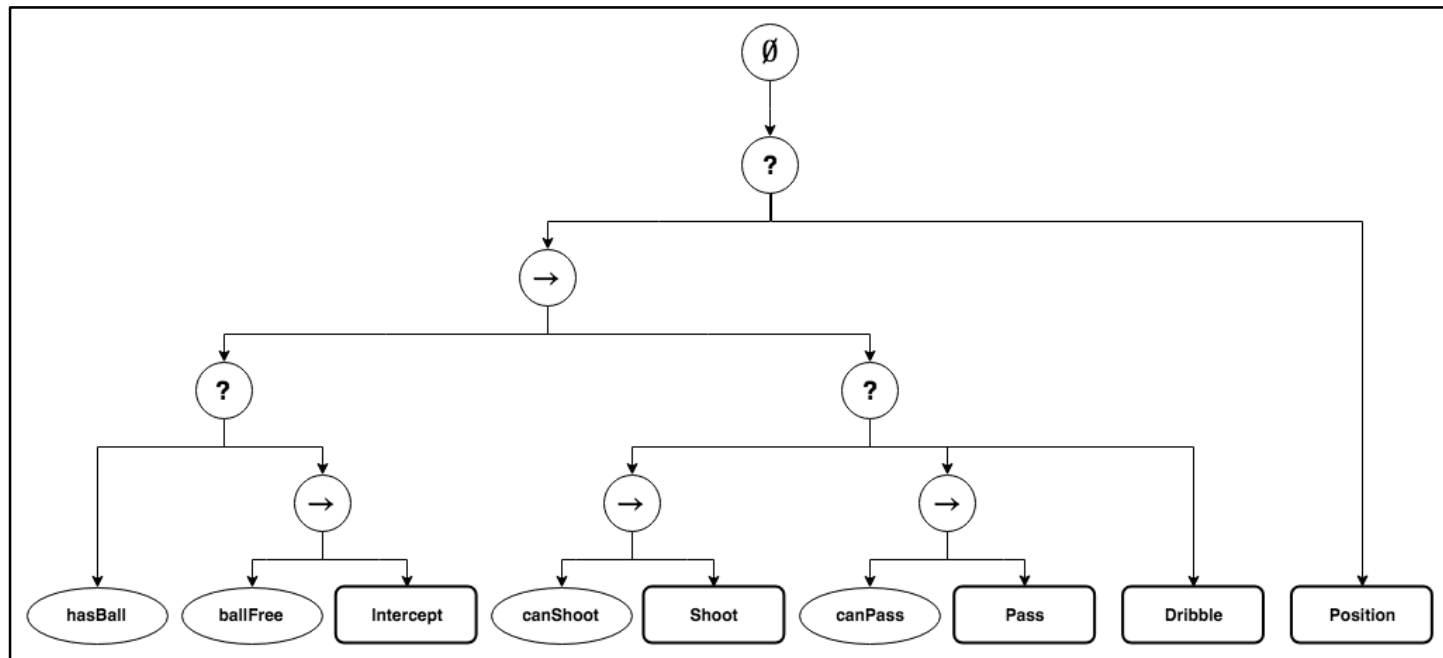 Ø
?
→
? ?
→ → →
hasBall ballFree Intercept canShoot Shoot canPass Pass Dribble Position